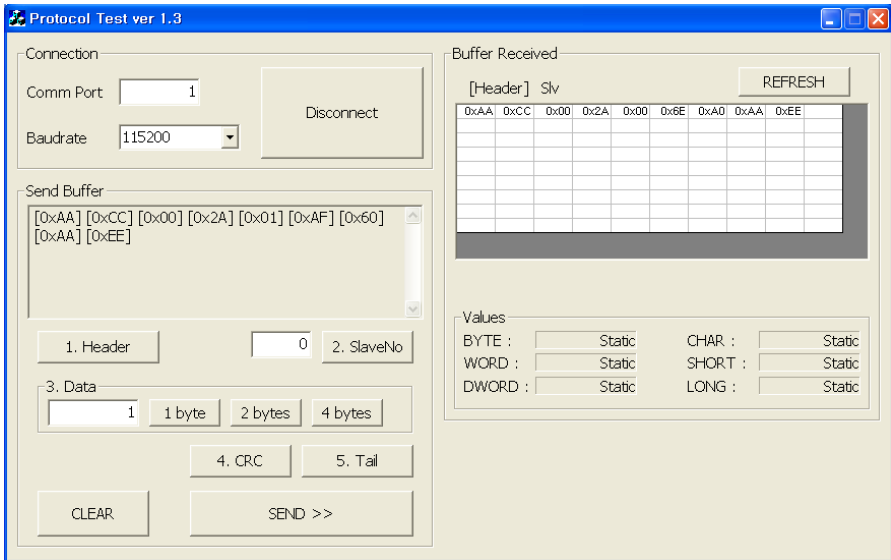 Protocol Test ver 1.3
Connection
Comm Port 1
Baudrate 115200
Disconnect
Send Buffer
[0xAA] [0xCC] [0x00] [0x2A] [0x01] [0xAF] [0x60]
[0xAA] [0xEE]
1. Header 0 2. SlaveNo
3. Data
1 1 byte 2 bytes 4 bytes
4. CRC 5. Tail
CLEAR SEND >>
Buffer Received
[Header] Slv REFRESH
0xAA 0xCC 0x00 0x2A 0x00 0x6E 0xA0 0xAA 0xEE
Values
BYTE : Static CHAR : Static
WORD : Static SHORT : Static
DWORD : Static LONG : Static